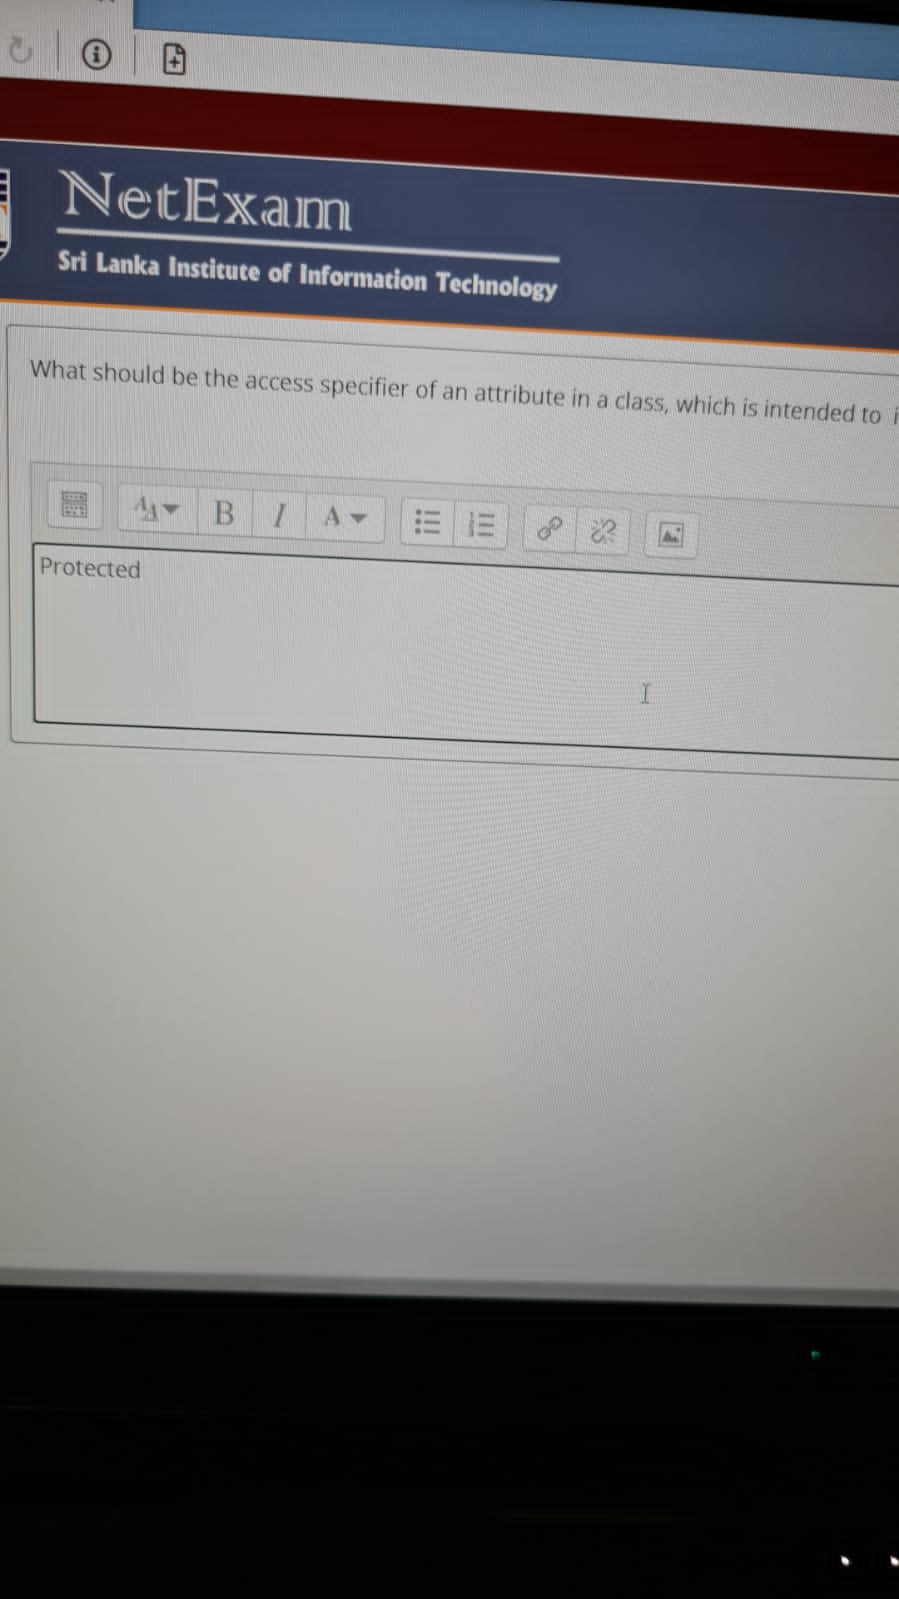 NetExam
Sri Lanka Institute of Information Technology
What should be the access specifier of an attribute in a class, which is intended to
B I A
Protected